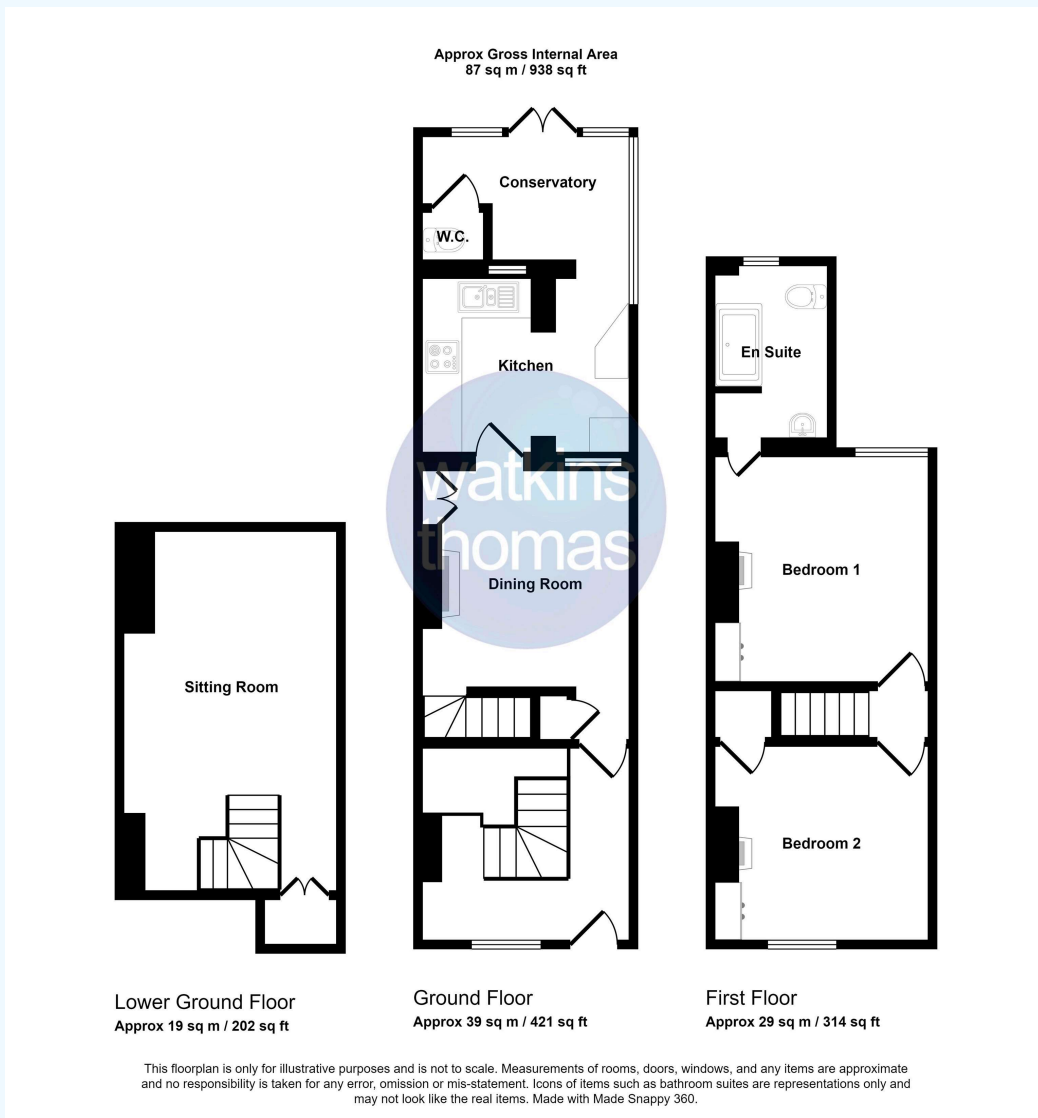 Approx Gross Internal Area
87 sq m / 938 sq ft
Conservatory
W.C.
Kitchen
En Suite
watkins
thomas
Dining Room
Bedroom 1
Sitting Room
Bedroom 2
Lower Ground Floor
Approx 19 sq m / 202 sq ft
Ground Floor
Approx 39 sq m / 421 sq ft
First Floor
Approx 29 sq m / 314 sq ft
This floorplan is only for illustrative purposes and is not to scale. Measurements of rooms, doors, windows, and any items are approximate
and no responsibility is taken for any error, omission or mis-statement. Icons of items such as bathroom suites are representations only and
may not look like the real items. Made with Made Snappy 360.